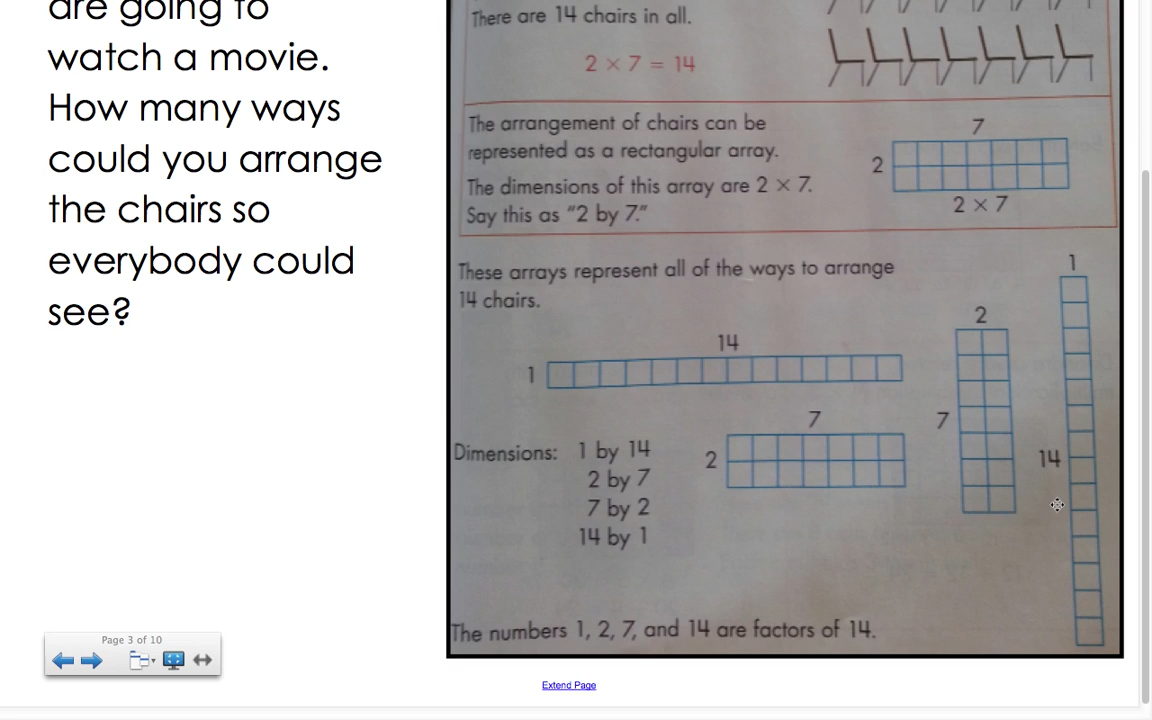 are going to
watch a movie.
How many ways
could you arrange
the chairs so
everybody could
see?
There are 14 chairs in all.
2 × 7 = 14
The arrangement of chairs can be
represented as a rectangular array.
The dimensions of this array are 2 × 7.
Say this as “2 by 7.”
7
2
2 × 7
These arrays represent all of the ways to arrange
14 chairs.
14
1
7
2
2
7
1
14
Dimensions: 1 by 14
2 by 7
7 by 2
14 by 1
The numbers 1, 2, 7, and 14 are factors of 14.
Page 3 of 10
Extend Page